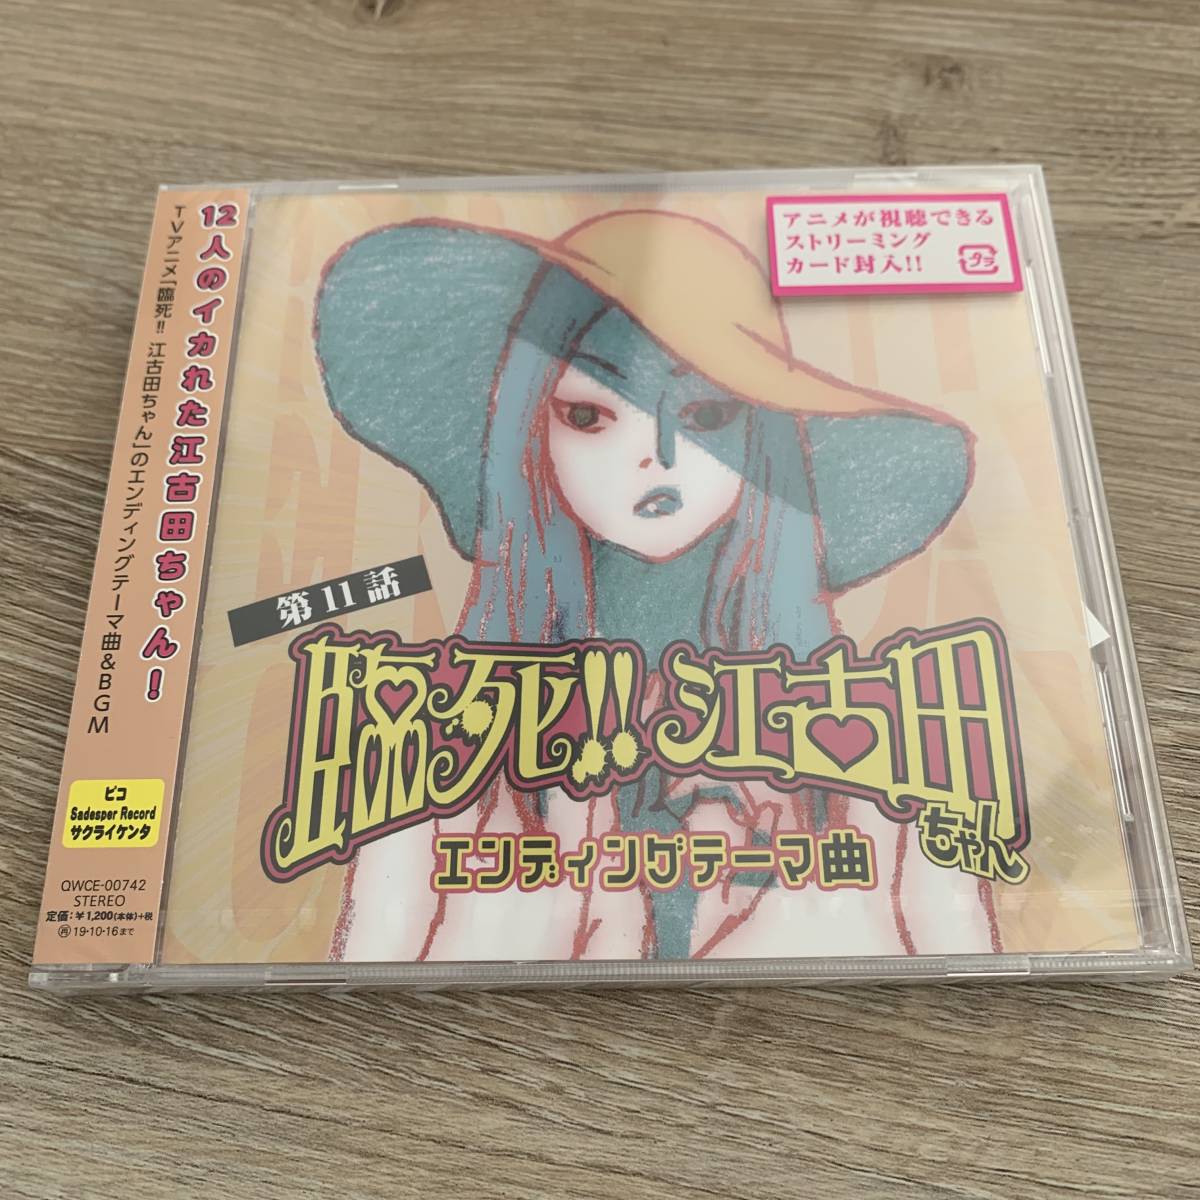 12人のイカれた江古田ちゃん!
TVアニメ「臨死!! 江古田ちゃん」のエンディングテーマ曲&BGM
ピコ
Sadesper Record
サクライケンタ
QWCE-00742
STEREO
定価:¥1,200(本体)+税
再 19・10・16まで
アニメが視聴できる
ストリーミング
カード封入!!
タラ
第11話
臨死!! 江古田
ちゃん
エンディングテーマ曲